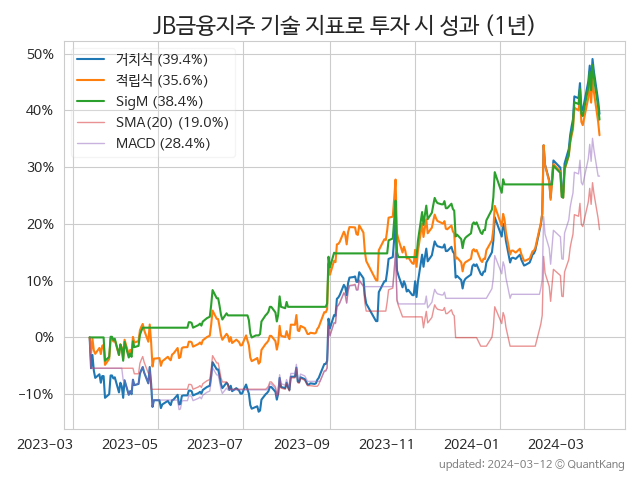 JB금융지주 기술 지표로 투자 시 성과 (1년)
50%
40%
30%
20%
10%
0%
−10%
거치식 (39.4%)
적립식 (35.6%)
SigM (38.4%)
SMA(20) (19.0%)
MACD (28.4%)
2023-03
2023-05
2023-07
2023-09
2023-11
2024-01
2024-03
updated: 2024-03-12 © QuantKang